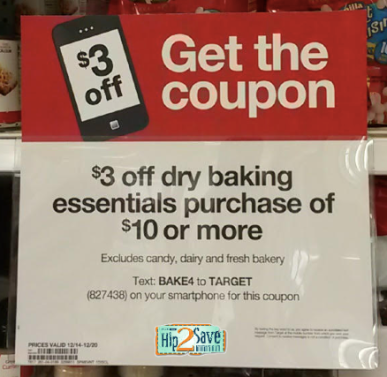 $3
off
Get the
coupon
$3 off dry baking
essentials purchase of
$10 or more
Excludes candy, dairy and fresh bakery
Text: BAKE4 to TARGET
(827438) on your smartphone for this coupon
PRICES VALID 12/14-12/20
Hip2Save